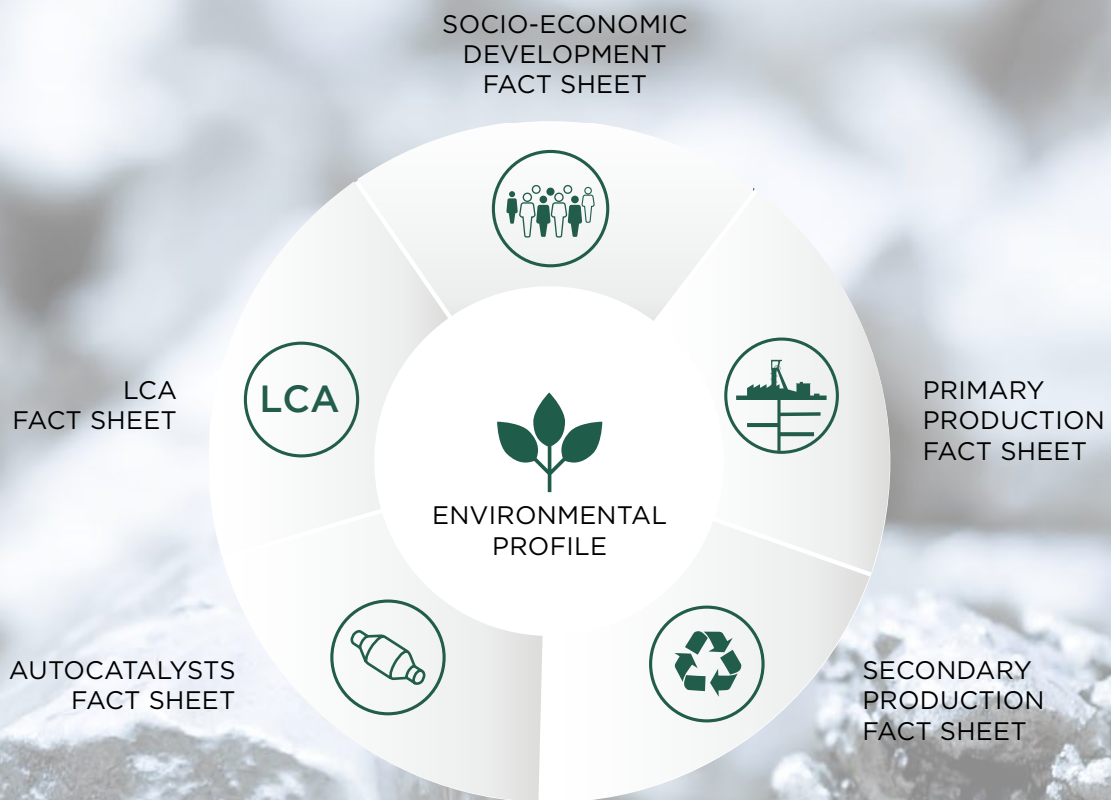 SOCIO-ECONOMIC
DEVELOPMENT
FACT SHEET
LCA
FACT SHEET
LCA
PRIMARY
PRODUCTION
FACT SHEET
ENVIRONMENTAL
PROFILE
AUTOCATALYSTS
FACT SHEET
SECONDARY
PRODUCTION
FACT SHEET